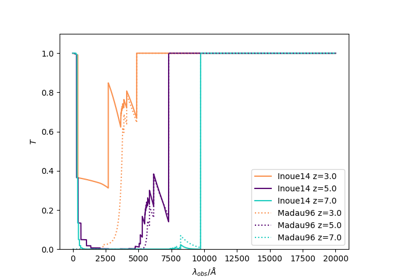 1.0
0.8
0.6
0.4
0.2
0.0
T
0 2500 5000 7500 10000 12500 15000 17500 20000
λobs/Å
Inoue14 z=3.0
Inoue14 z=5.0
Inoue14 z=7.0
Madau96 z=3.0
Madau96 z=5.0
Madau96 z=7.0